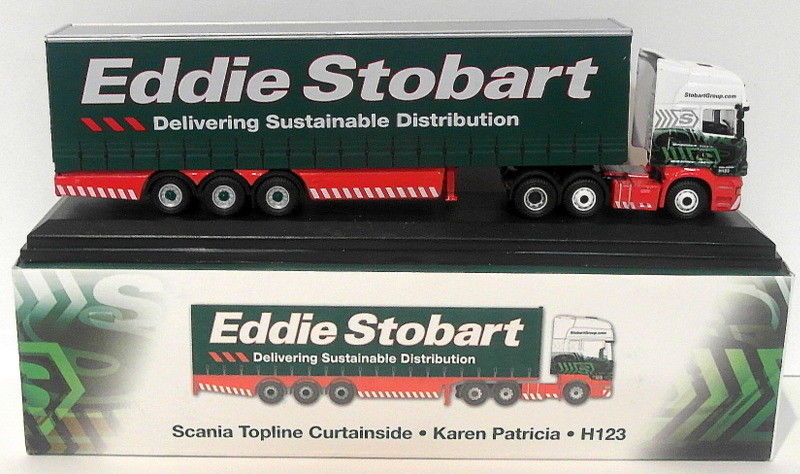 Eddie Stobart
Delivering Sustainable Distribution
StobartGroup.com
S
H123
Eddie Stobart
Delivering Sustainable Distribution
StobartGroup.com
Scania Topline Curtainside • Karen Patricia • H123